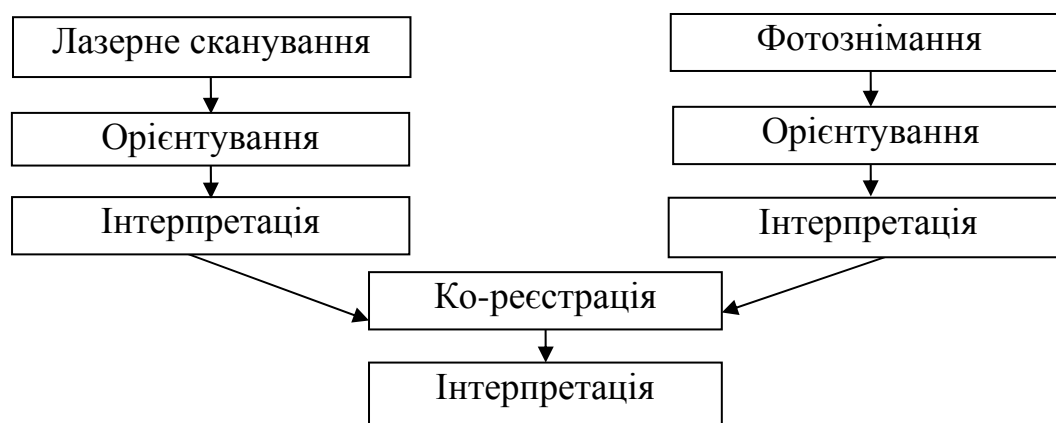 Лазерне сканування
Фотознімання
Орієнтування
Орієнтування
Інтерпретація
Інтерпретація
Ко-реєстрація
Інтерпретація